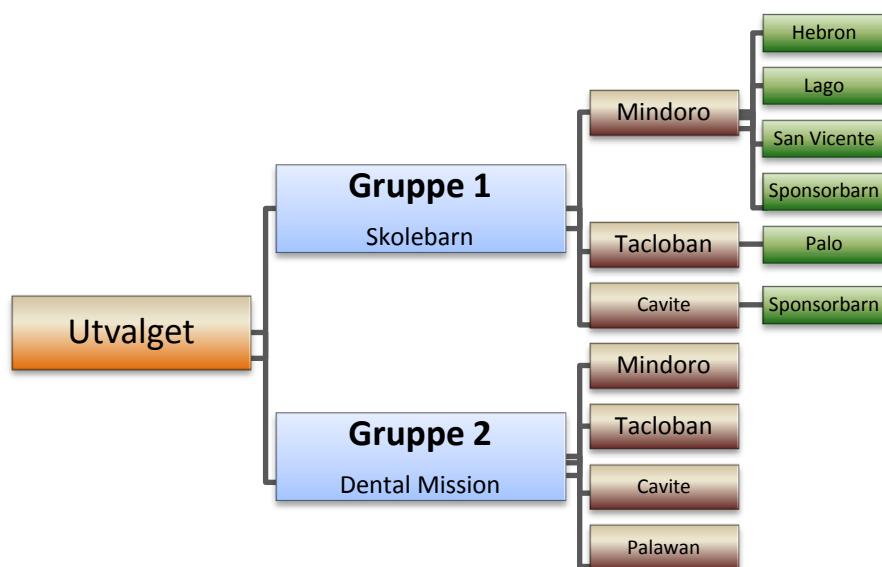 Utvalget
Gruppe 1
Skolebarn
Mindoro
Hebron
Lago
San Vicente
Sponsorbarn
Tacloban
Palo
Cavite
Sponsorbarn
Gruppe 2
Dental Mission
Mindoro
Tacloban
Cavite
Palawan